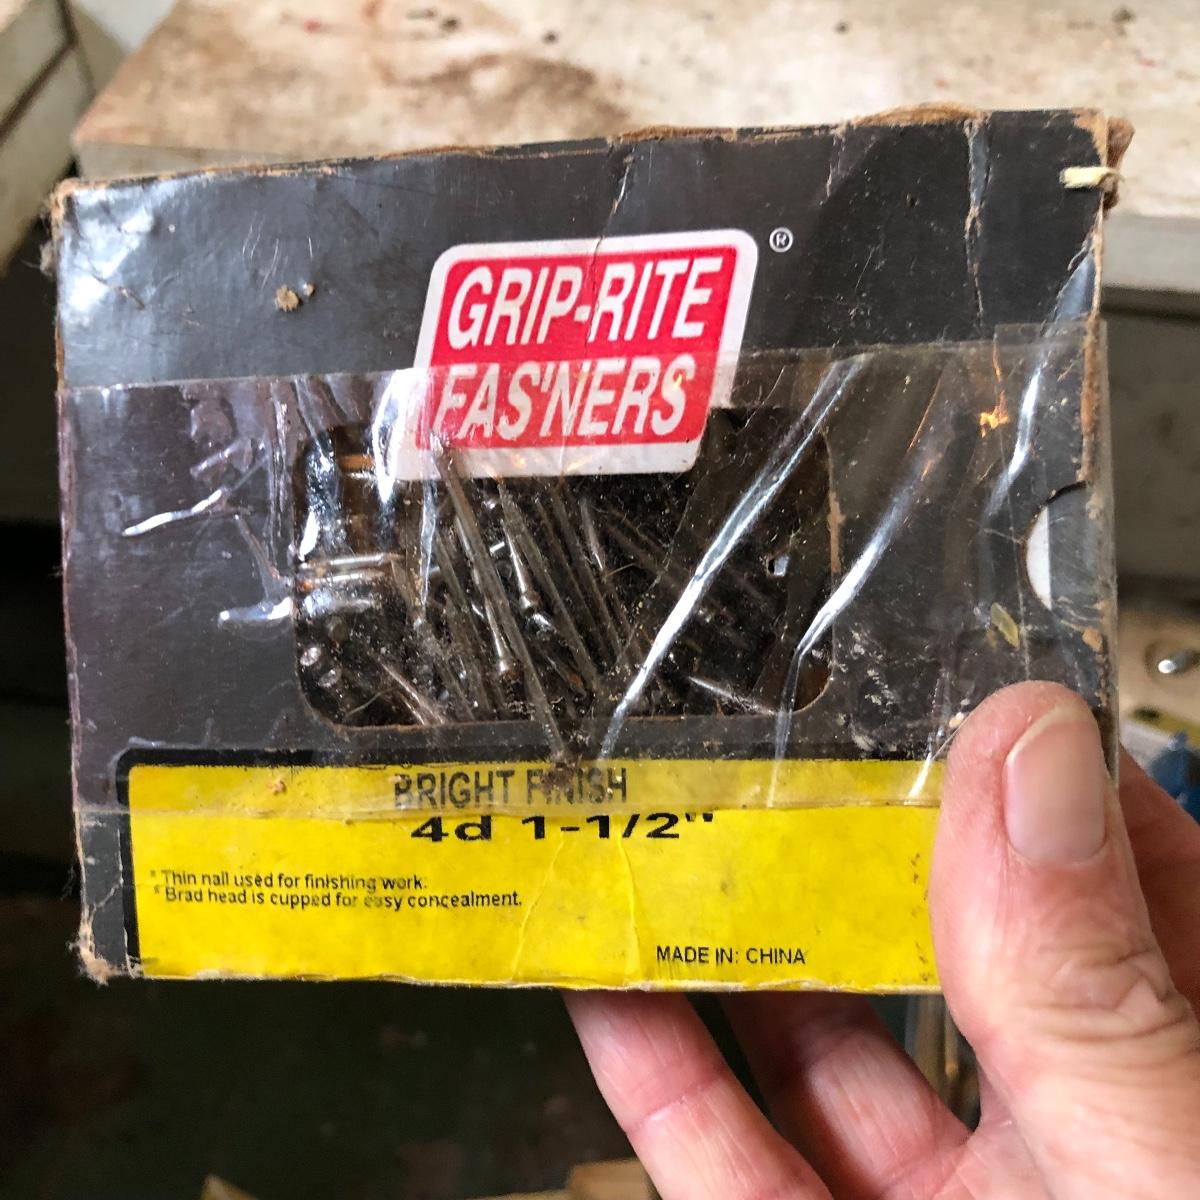 GRIP-RITE
FAS'NERS
®
BRIGHT FINISH
4d 1-1/2"
* Thin nail used for finishing work.
* Brad head is cupped for easy concealment.
MADE IN: CHINA